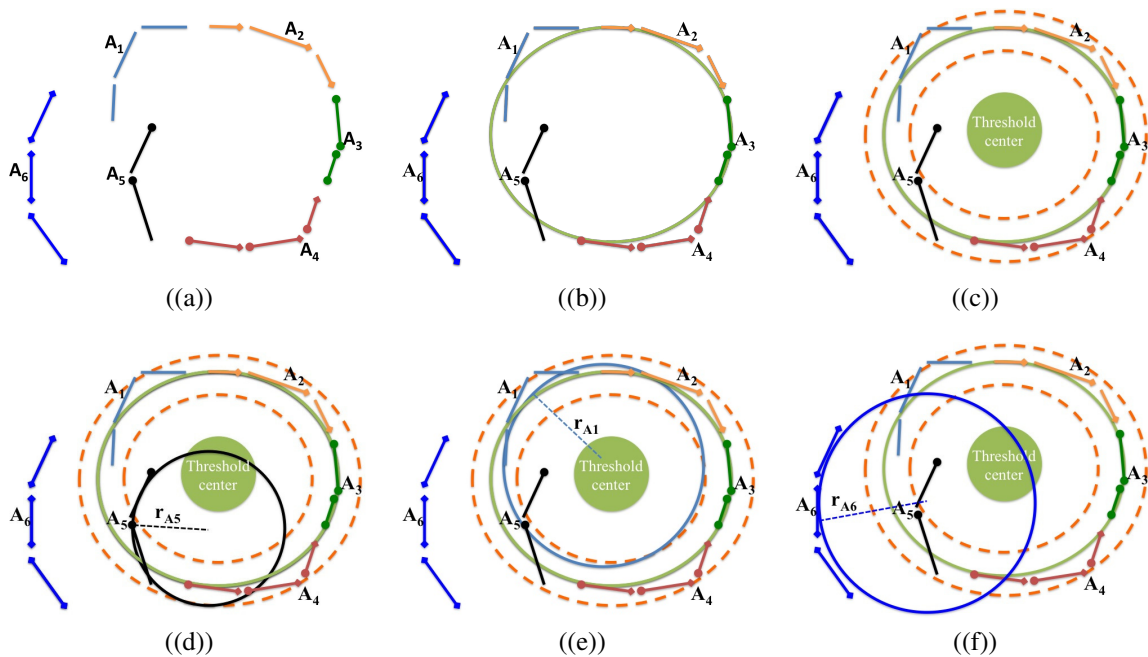 A1
A2
A3
A4
A5
A6
((a))
A1
A2
A3
A4
A5
A6
((b))
A1
A2
Threshold
center
A3
A4
A5
A6
((c))
A1
A2
Threshold
center
A3
A4
A5
rA5
A6
((d))
A1
A2
rA1
Threshold
center
A3
A4
A5
A6
((e))
A1
A2
Threshold
center
A3
A4
A5
A6
rA6
((f))